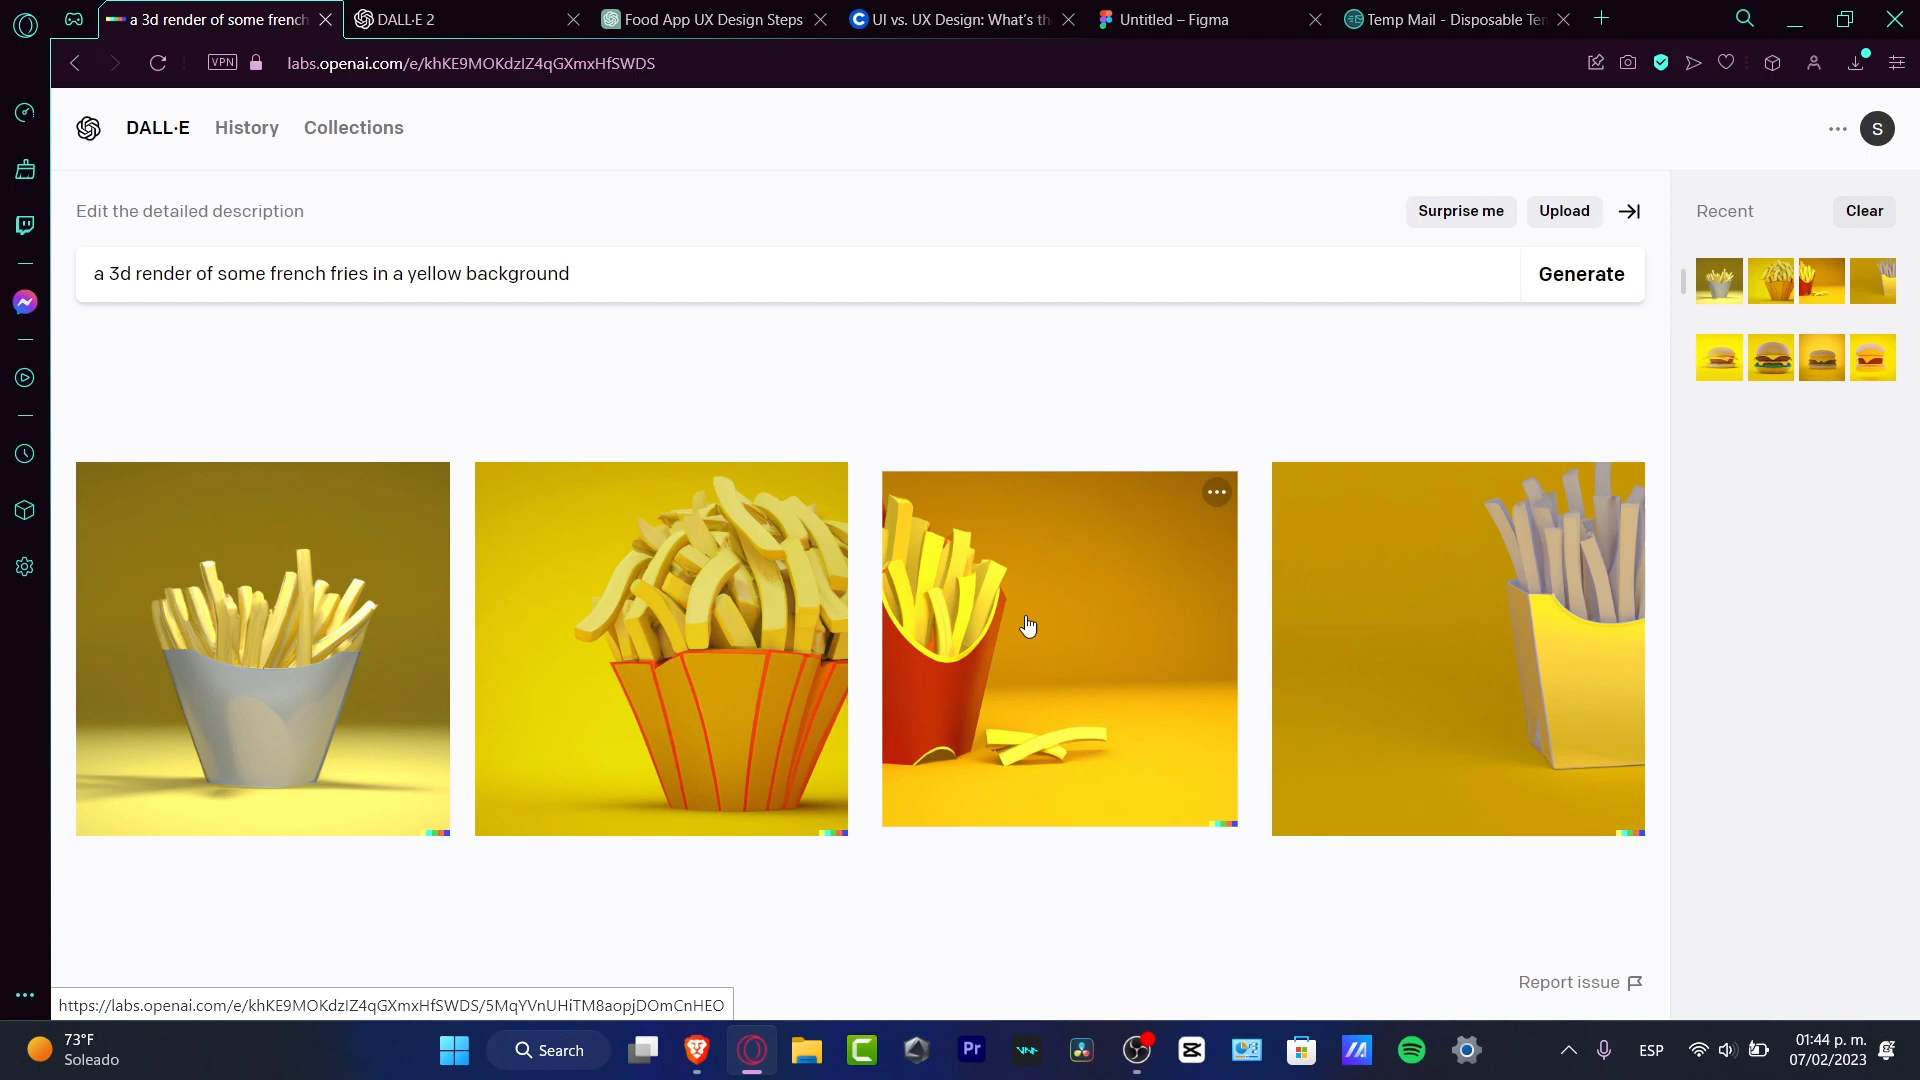 a 3d render of some french
DALL·E 2
Food App UX Design Steps
UI vs. UX Design: What's th
Untitled – Figma
Temp Mail - Disposable Ten
VPN
labs.openai.com/e/khKE9MOKdzIZ4qGXmxHfSWDS
DALL·E
History
Collections
S
Edit the detailed description
Surprise me
Upload
Recent
Clear
a 3d render of some french fries in a yellow background
Generate
Report issue
https://labs.openai.com/e/khKE9MOKdzIZ4qGXmxHfSWDS/5MqYVnUHiTM8aopjDOmCnHEO
73°F
Soleado
Search
Pr
ESP
01:44 p. m.
07/02/2023